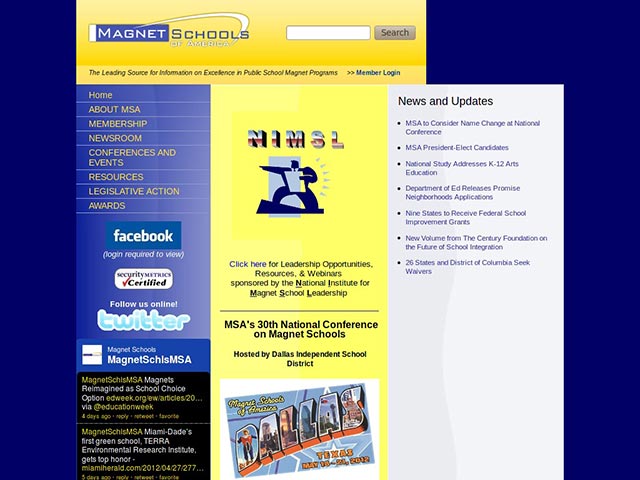 MAGNET SCHOOLS
OF AMERICA
Search
The Leading Source for Information on Excellence in Public School Magnet Programs >> Member Login
Home
ABOUT MSA
MEMBERSHIP
NEWSROOM
CONFERENCES AND
EVENTS
RESOURCES
LEGISLATIVE ACTION
AWARDS
facebook
(login required to view)
SECURITYMETRICS
Certified
Follow us online!
twitter
Magnet Schools
MagnetSchlsMSA
MagnetSchlsMSA Magnets
Reimagined as School Choice
Option edweek.org/ew/articles/20…
via @educationweek
4 days ago · reply · retweet · favorite
MagnetSchlsMSA Miami-Dade's
first green school, TERRA
Environmental Research Institute,
gets top honor -
miamiherald.com/2012/04/27/277…
5 days ago · reply · retweet · favorite
NIMSL
Click here for Leadership Opportunities,
Resources, & Webinars
sponsored by the National Institute for
Magnet School Leadership
MSA's 30th National Conference
on Magnet Schools
Hosted by Dallas Independent School
District
Magnet Schools
of America
DALLAS
TEXAS
MAY 18 - 21, 2012
News and Updates
MSA to Consider Name Change at National
Conference
MSA President-Elect Candidates
National Study Addresses K-12 Arts
Education
Department of Ed Releases Promise
Neighborhoods Applications
Nine States to Receive Federal School
Improvement Grants
New Volume from The Century Foundation on
the Future of School Integration
26 States and District of Columbia Seek
Waivers